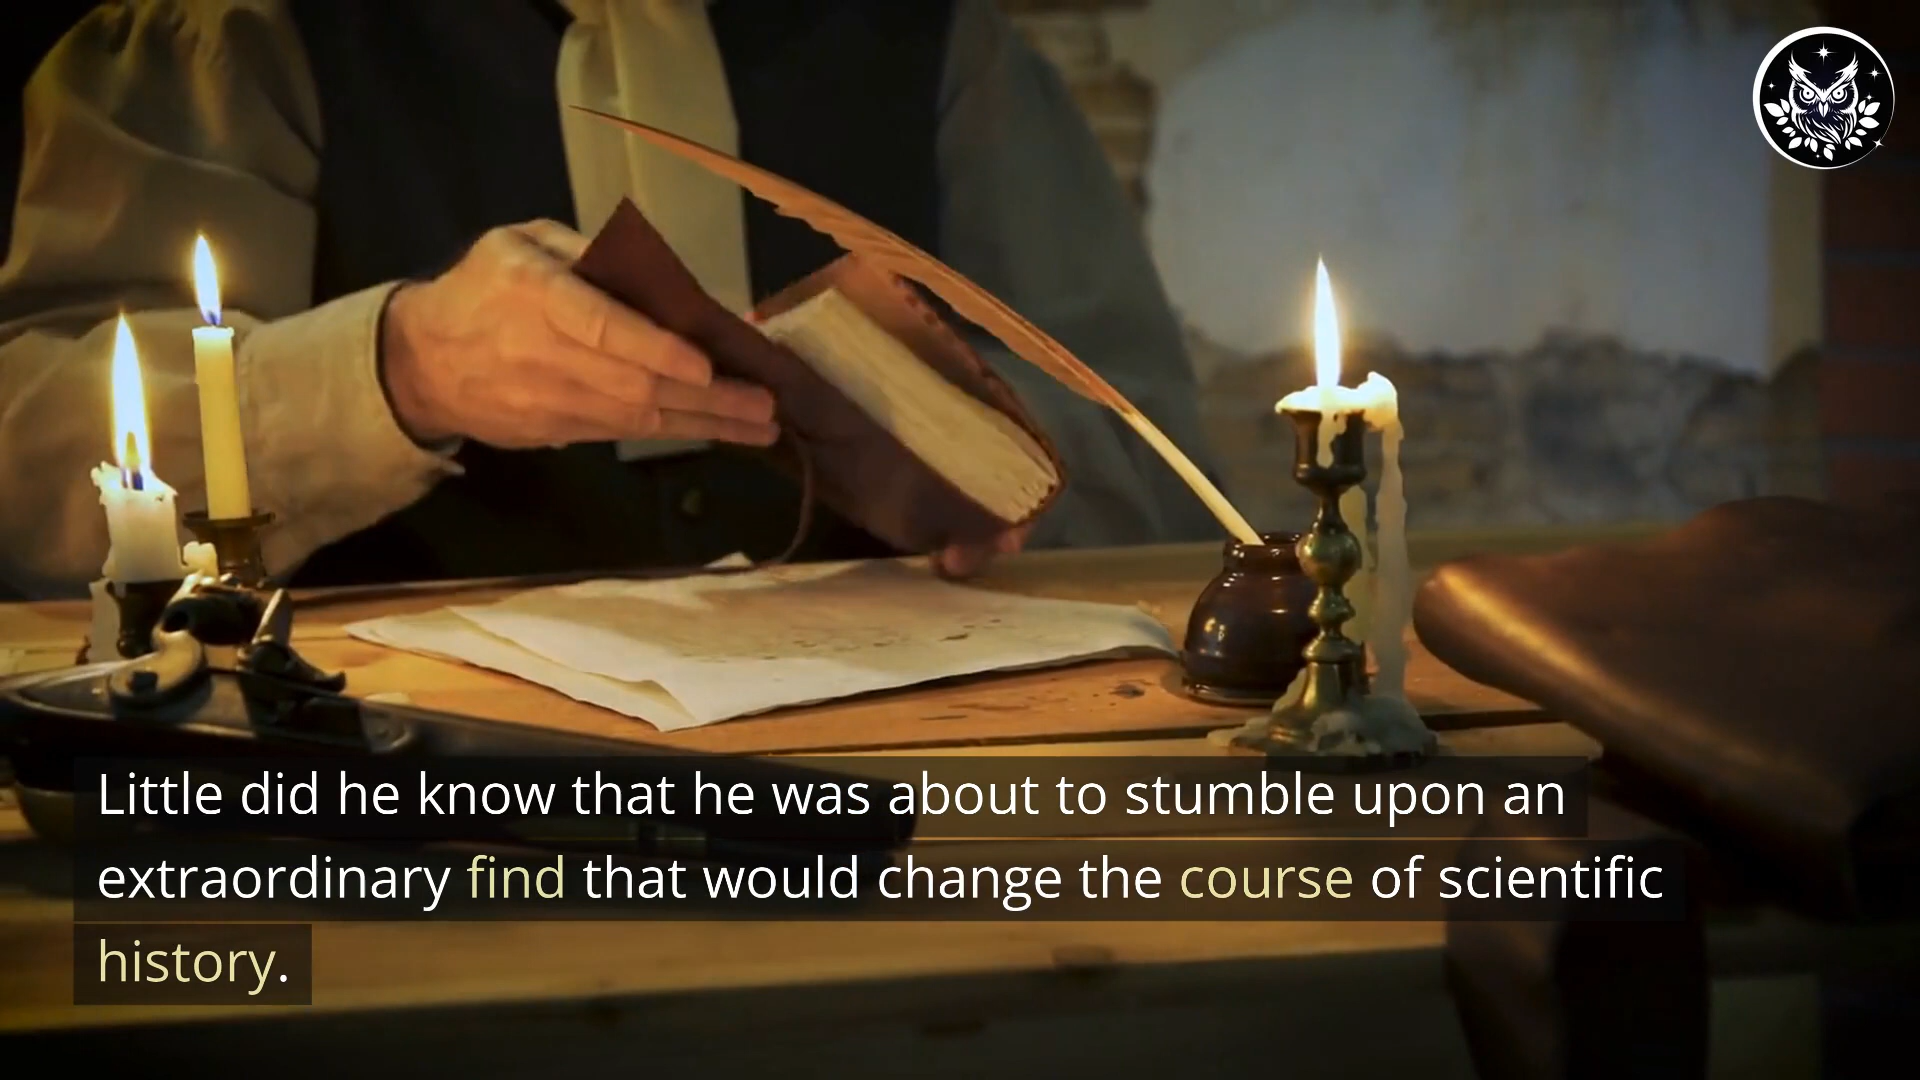 Little did he know that he was about to stumble upon an
extraordinary find that would change the course of scientific
history.